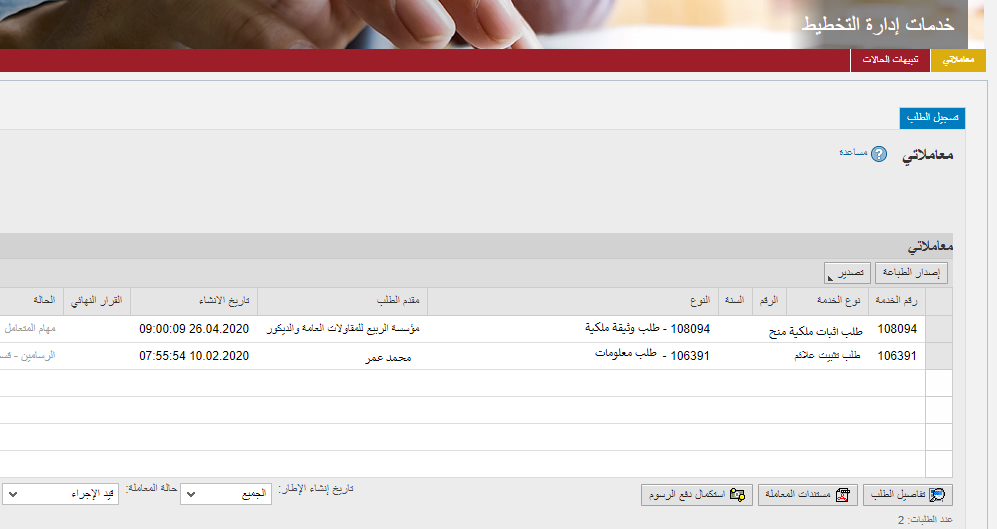 خدمات إدارة التخطيط
معاملاتي تنبيهات الحالات
تسجيل الطلب
معاملاتي مساعدة
معاملاتي
إصدار الطباعة تصدير
رقم الخدمة نوع الخدمة الرقم السنة النوع مقدم الطلب تاريخ الانشاء القرار النهائي الحالة
108094 طلب اثبات ملكية منح 108094 - طلب وثيقة ملكية مؤسسة الربيع للمقاولات العامة والديكور 26.04.2020 09:00:09 مهام المتعامل
106391 طلب تثبيت علائم 106391 - طلب معلومات محمد عمر 10.02.2020 07:55:54 الرسامين - قسـ
تفاصيل الطلب مستندات المعاملة استكمال دفع الرسوم تاريخ إنشاء الإطار: الجميع حالة المعاملة: قيد الإجراء
عدد الطلبات: 2